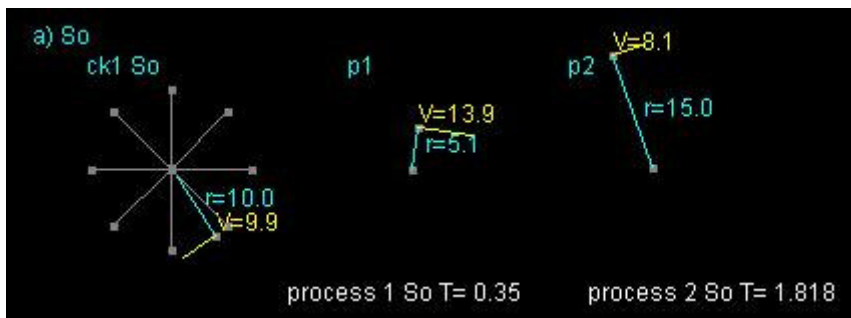 a) So
ck1 So
p1
p2
V=8.1
V=13.9
r=15.0
r=5.1
r=10.0
V=9.9
process 1 So T= 0.35
process 2 So T= 1.818